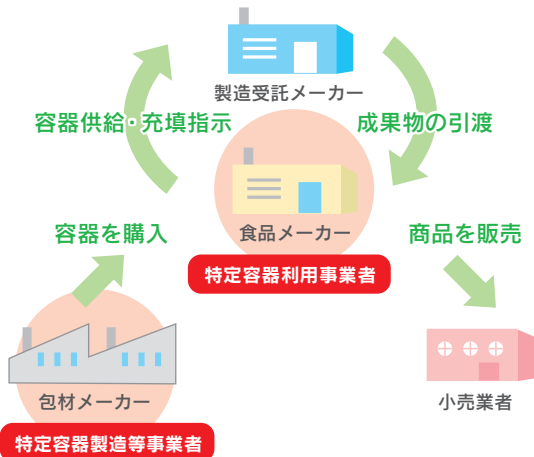 製造受託メーカー
容器供給・充填指示
成果物の引渡
食品メーカー
容器を購入
商品を販売
特定容器利用事業者
包材メーカー
小売業者
特定容器製造等事業者